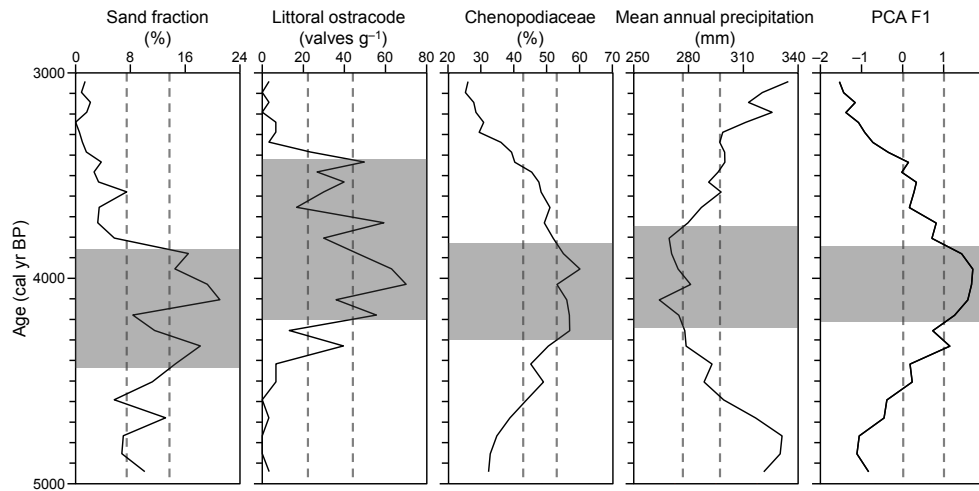 Sand fraction
(%)
Littoral ostracode
(valves g⁻¹)
Chenopodiaceae
(%)
Mean annual precipitation
(mm)
PCA F1
0 8 16 24
0 20 40 60 80
20 30 40 50 60 70
250 280 310 340
−2 −1 0 1
3000
4000
5000
Age (cal yr BP)